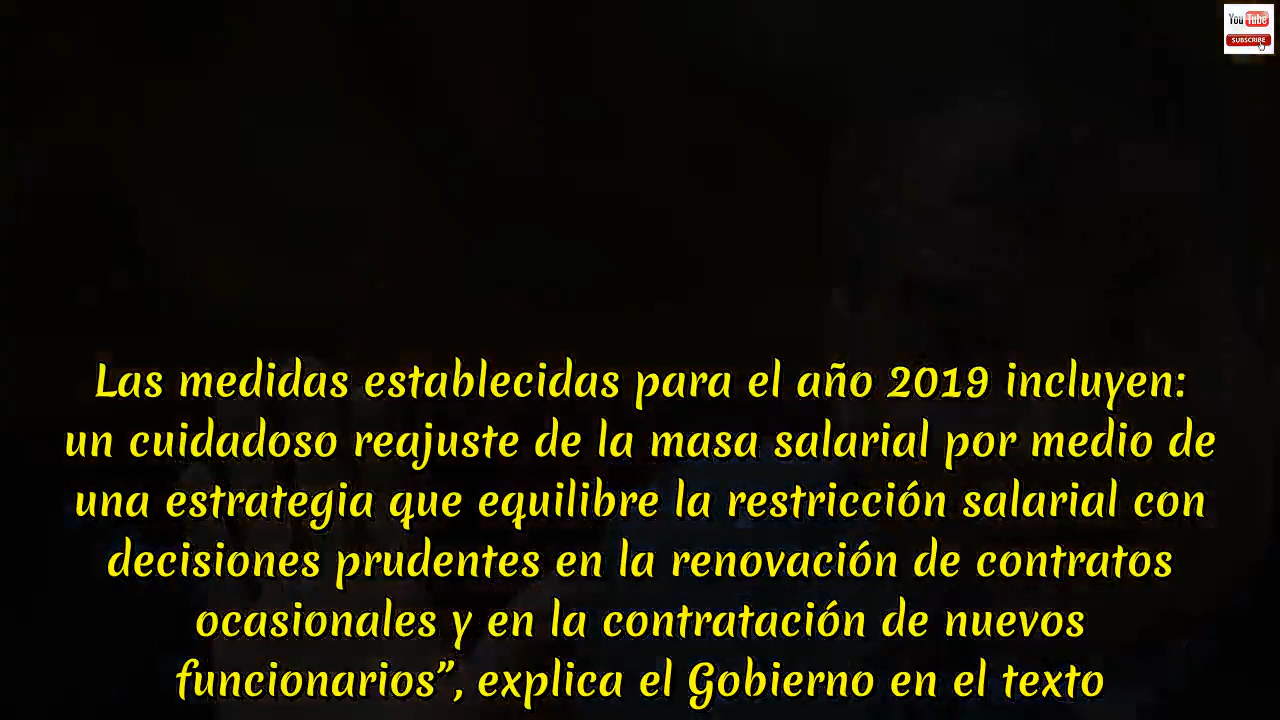 You Tube
SUBSCRIBE
Las medidas establecidas para el año 2019 incluyen:
un cuidadoso reajuste de la masa salarial por medio de
una estrategia que equilibre la restricción salarial con
decisiones prudentes en la renovación de contratos
ocasionales y en la contratación de nuevos
funcionarios”, explica el Gobierno en el texto